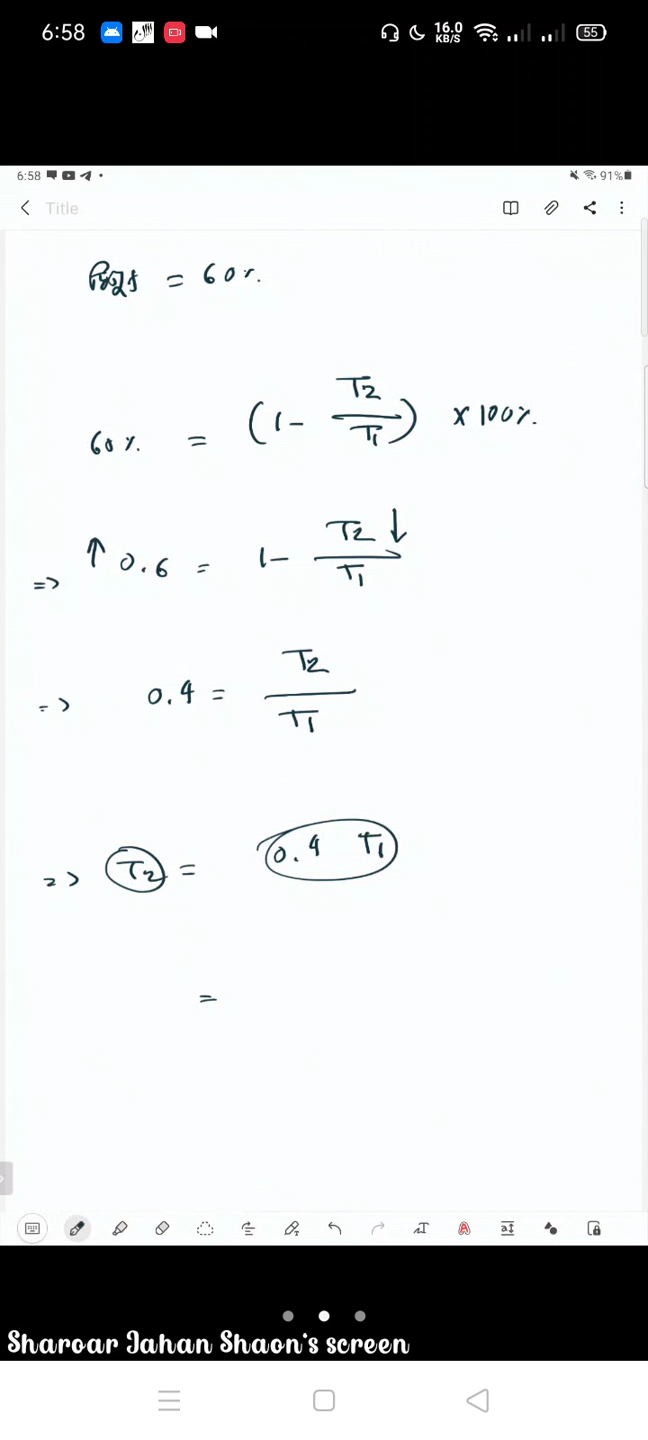 6:58 16.0 KB/S 55
6:58 91%
Title
= 60%.
60%. = (1 - T2/T1) × 100%.
=> ↑ 0.6 = 1 - T2↓/T1
=> 0.4 = T2/T1
=> T2 = 0.4 T1
=
Sharoar Jahan Shaon's screen